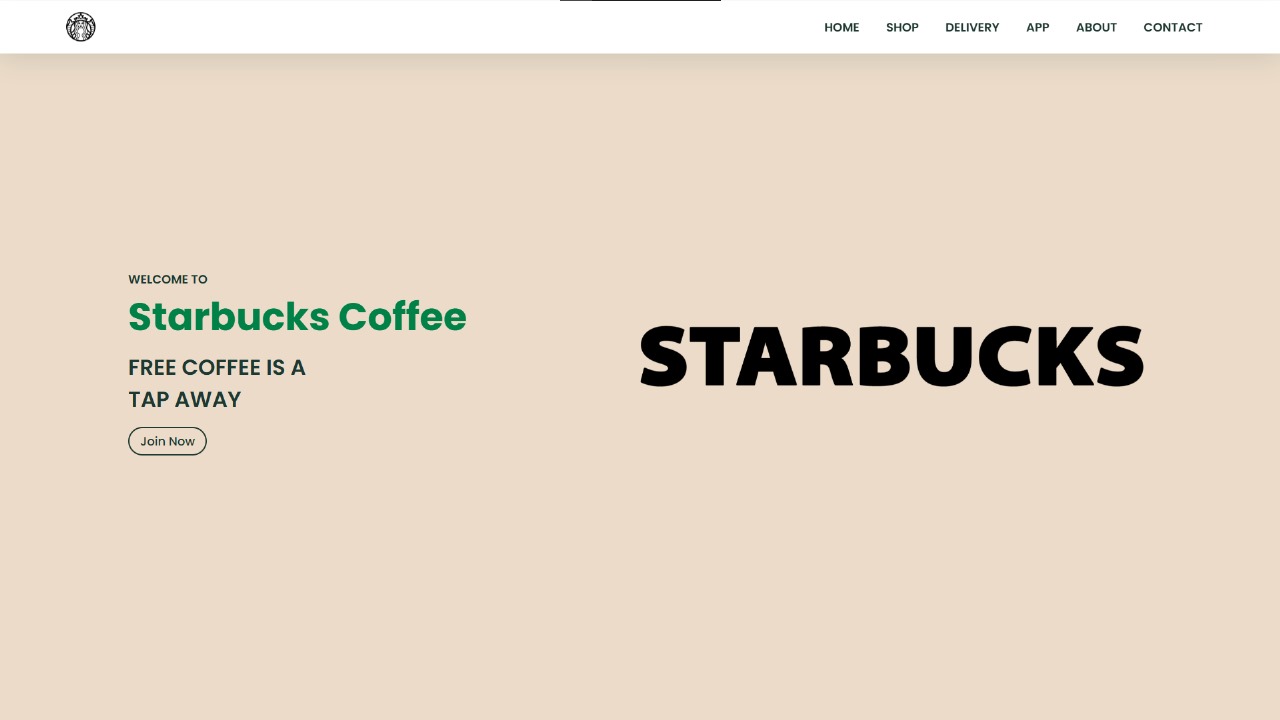 HOME SHOP DELIVERY APP ABOUT CONTACT
WELCOME TO
Starbucks Coffee
FREE COFFEE IS A
TAP AWAY
Join Now
STARBUCKS